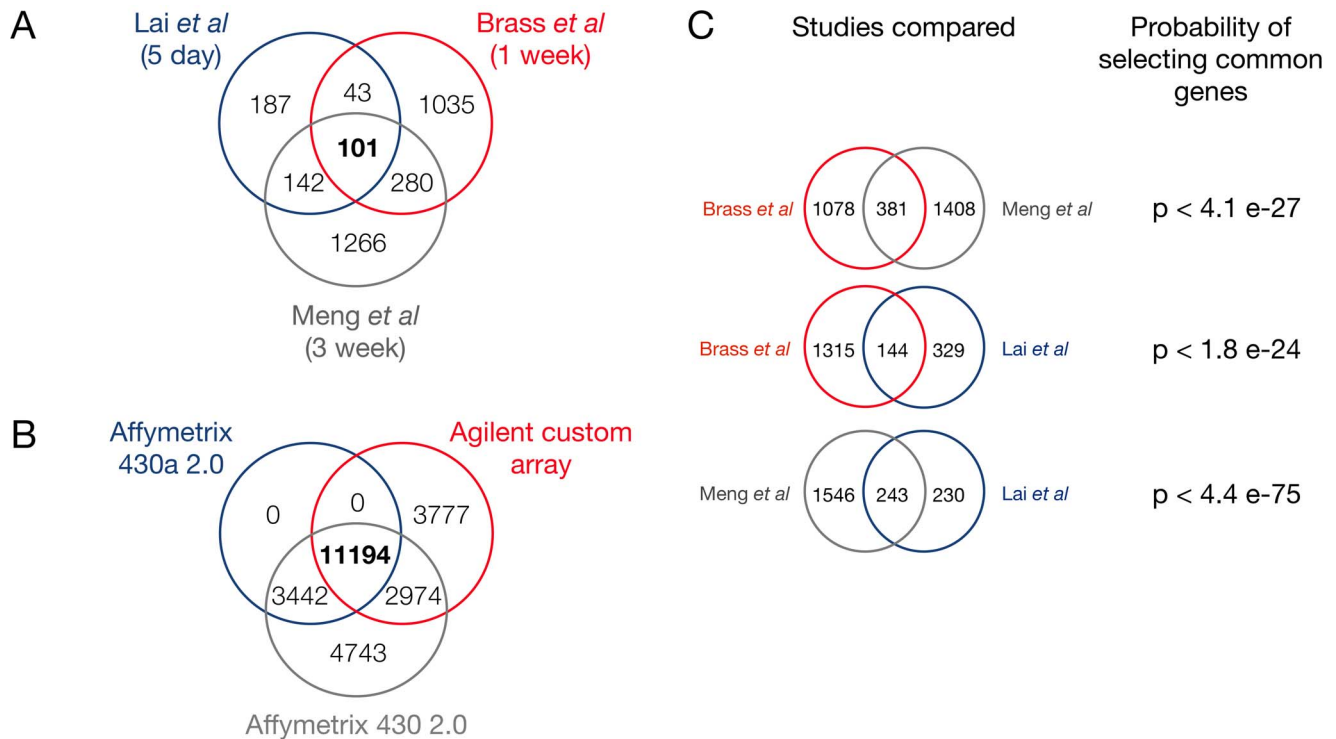 A
Lai et al
(5 day)
Brass et al
(1 week)
187
43
1035
101
142
280
1266
Meng et al
(3 week)
B
Affymetrix
430a 2.0
Agilent custom
array
0
0
3777
11194
3442
2974
4743
Affymetrix 430 2.0
C
Studies compared
Probability of
selecting common
genes
Brass et al
1078
381
1408
Meng et al
p < 4.1 e-27
Brass et al
1315
144
329
Lai et al
p < 1.8 e-24
Meng et al
1546
243
230
Lai et al
p < 4.4 e-75